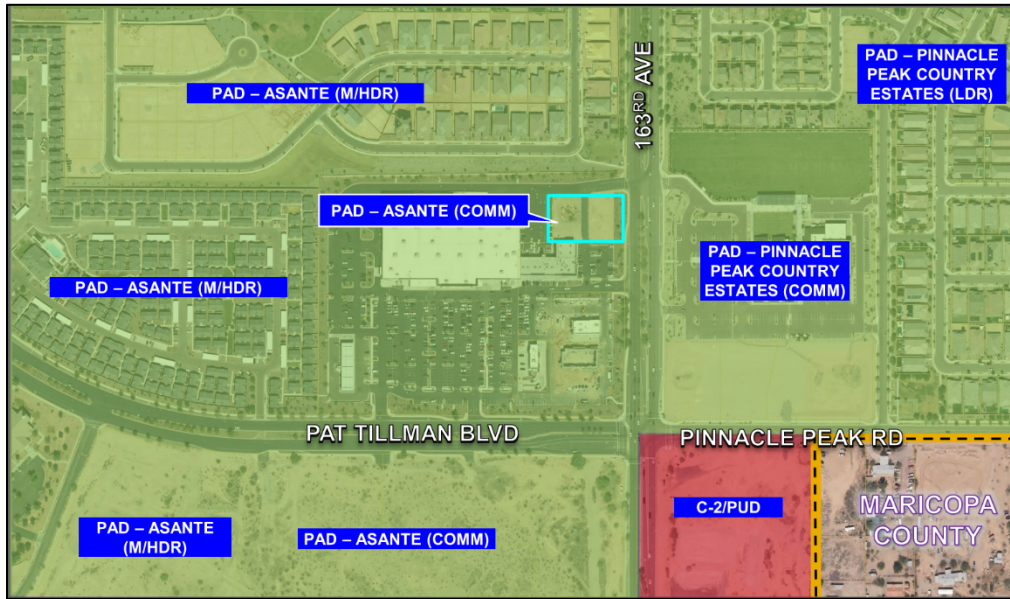 PAD – PINNACLE
PEAK COUNTRY
ESTATES (LDR)
PAD – ASANTE (M/HDR)
163RD AVE
PAD – ASANTE (COMM)
PAD – PINNACLE
PEAK COUNTRY
ESTATES (COMM)
PAD – ASANTE (M/HDR)
PAT TILLMAN BLVD
PINNACLE PEAK RD
C-2/PUD
MARICOPA
COUNTY
PAD – ASANTE
(M/HDR)
PAD – ASANTE (COMM)